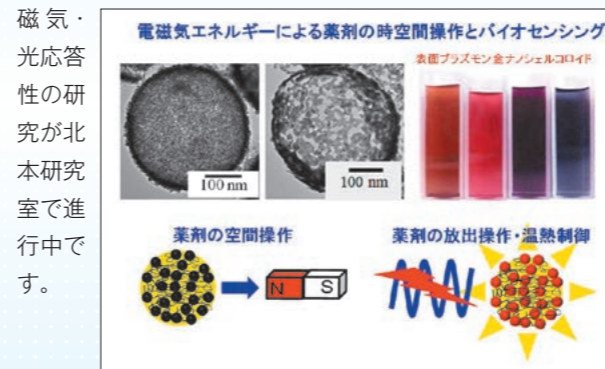 磁気・
光応答
性の研
究が北
本研究
室で進
行中で
す。
電磁気エネルギーによる薬剤の時空間操作とバイオセンシング
表面プラズモン金ナノシェルコロイド
100 nm
100 nm
薬剤の空間操作
薬剤の放出操作・温熱制御
N
S